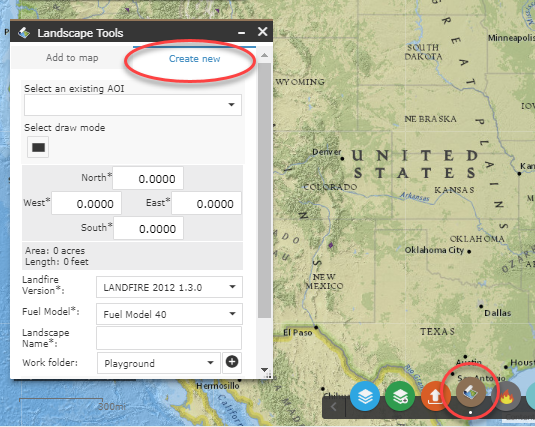 Landscape Tools
Add to map
Create new
Select an existing AOI
Select draw mode
North* 0.0000
West* 0.0000 East* 0.0000
South* 0.0000
Area: 0 acres
Length: 0 feet
Landfire
Version*: LANDFIRE 2012 1.3.0
Fuel Model*: Fuel Model 40
Landscape
Name*:
Work folder: Playground
Minneapolis
SOUTH
DAKOTA
WYOMING
NEBRASKA
GREAT PLAINS
Denver
UNITED
STATES
COLORADO
KANSAS
Kan
Arkansas
OKLAHOMA
Oklahoma City
OZARK
NEW
MEXICO
Dallas
El Paso
TEXAS
Austin
Houst
San Antonio
Hermosillo
300mi